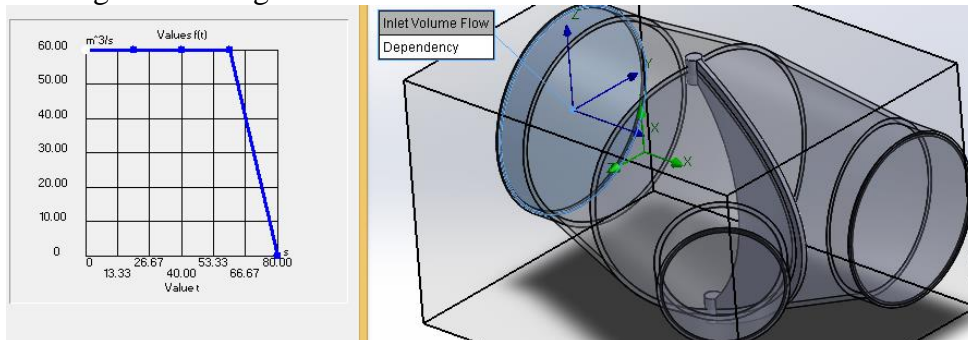 Values f(t)
m^3/s
60.00
50.00
40.00
30.00
20.00
10.00
0
0 26.67 53.33 80.00 s
13.33 40.00 66.67
Value t
Inlet Volume Flow
Dependency
Z
Y
X
X